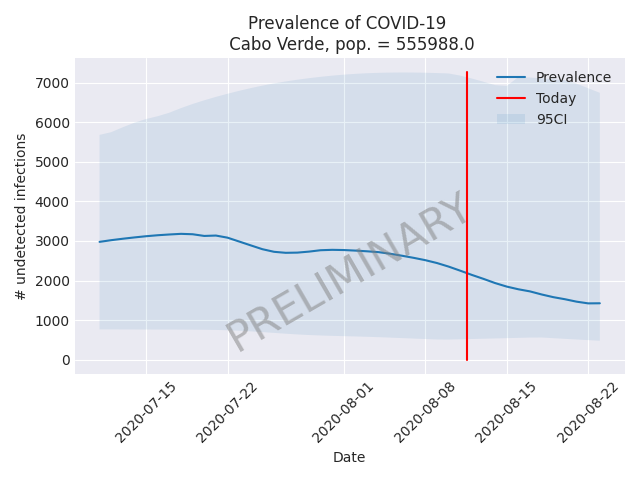 Prevalence of COVID-19
Cabo Verde, pop. = 555988.0
# undetected infections
7000
6000
5000
4000
3000
2000
1000
0
Prevalence
Today
95CI
PRELIMINARY
2020-07-15
2020-07-22
2020-08-01
2020-08-08
2020-08-15
2020-08-22
Date